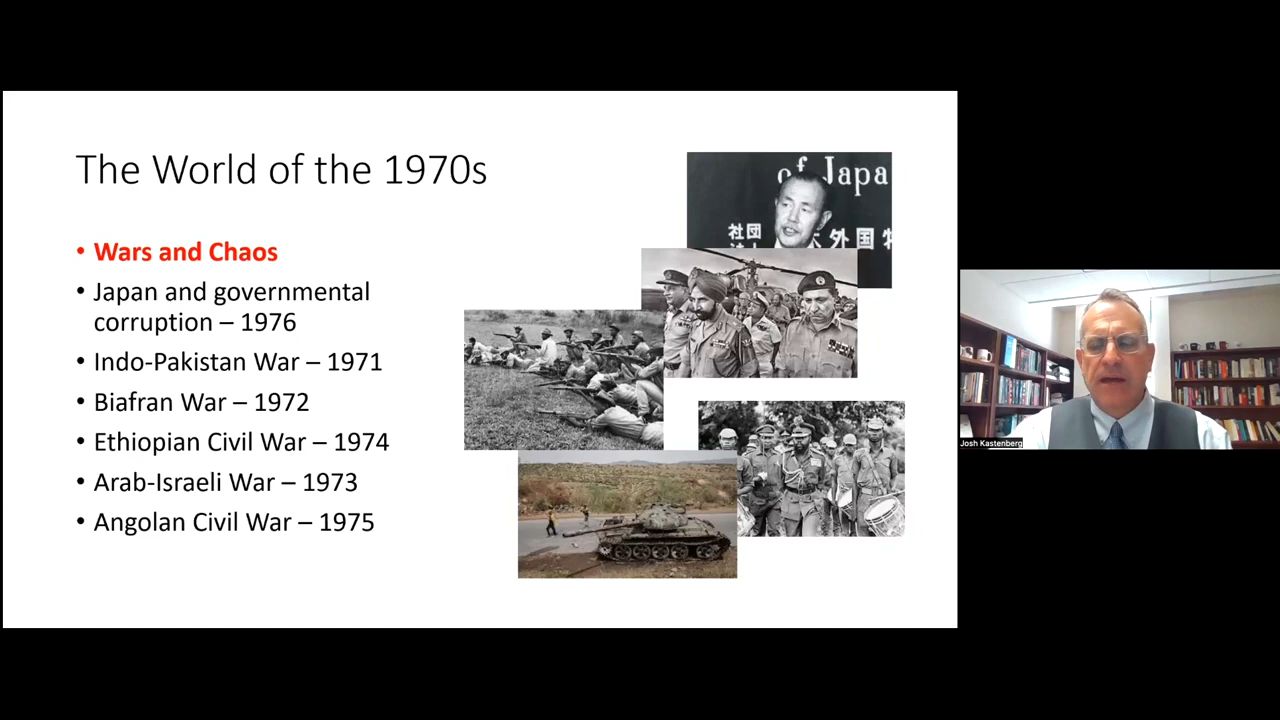 The World of the 1970s
• Wars and Chaos
• Japan and governmental
corruption – 1976
• Indo-Pakistan War – 1971
• Biafran War – 1972
• Ethiopian Civil War – 1974
• Arab-Israeli War – 1973
• Angolan Civil War – 1975
of Japa
社団
外国
Josh Kastenberg